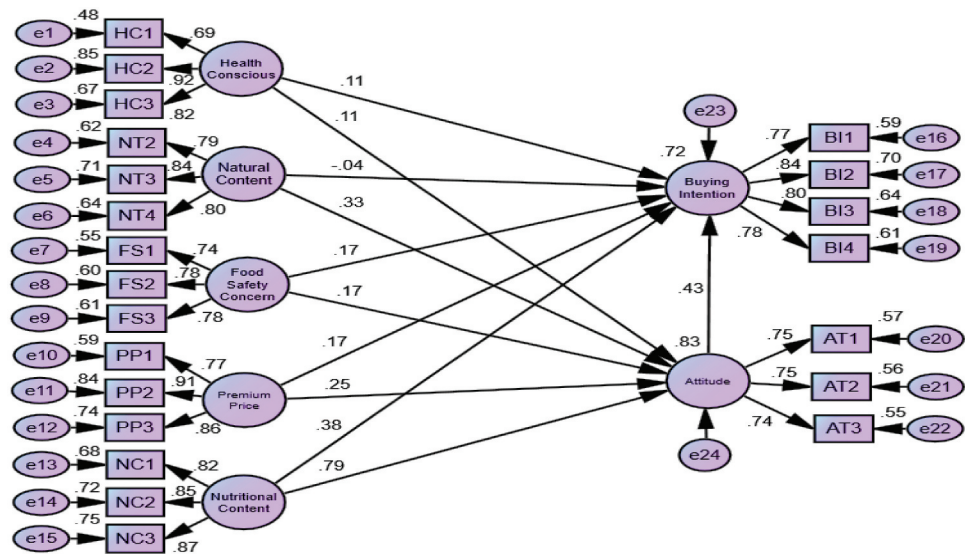 e1
.48
HC1
.69
e2
.85
HC2
.92
e3
.67
HC3
.82
Health
Conscious
e4
.62
NT2
.79
e5
.71
NT3
.84
e6
.64
NT4
.80
Natural
Content
e7
.55
FS1
.74
e8
.60
FS2
.78
e9
.61
FS3
.78
Food
Safety
Concern
e10
.59
PP1
.77
e11
.84
PP2
.91
e12
.74
PP3
.86
Premium
Price
e13
.68
NC1
.82
e14
.72
NC2
.85
e15
.75
NC3
.87
Nutritional
Content
.11
.11
-.04
.33
.17
.17
.17
.25
.38
.79
e23
.72
Buying
Intention
.43
.83
Attitude
e24
.77
BI1
.59
e16
.84
BI2
.70
e17
.80
BI3
.64
e18
.78
BI4
.61
e19
.75
AT1
.57
e20
.75
AT2
.56
e21
.74
AT3
.55
e22